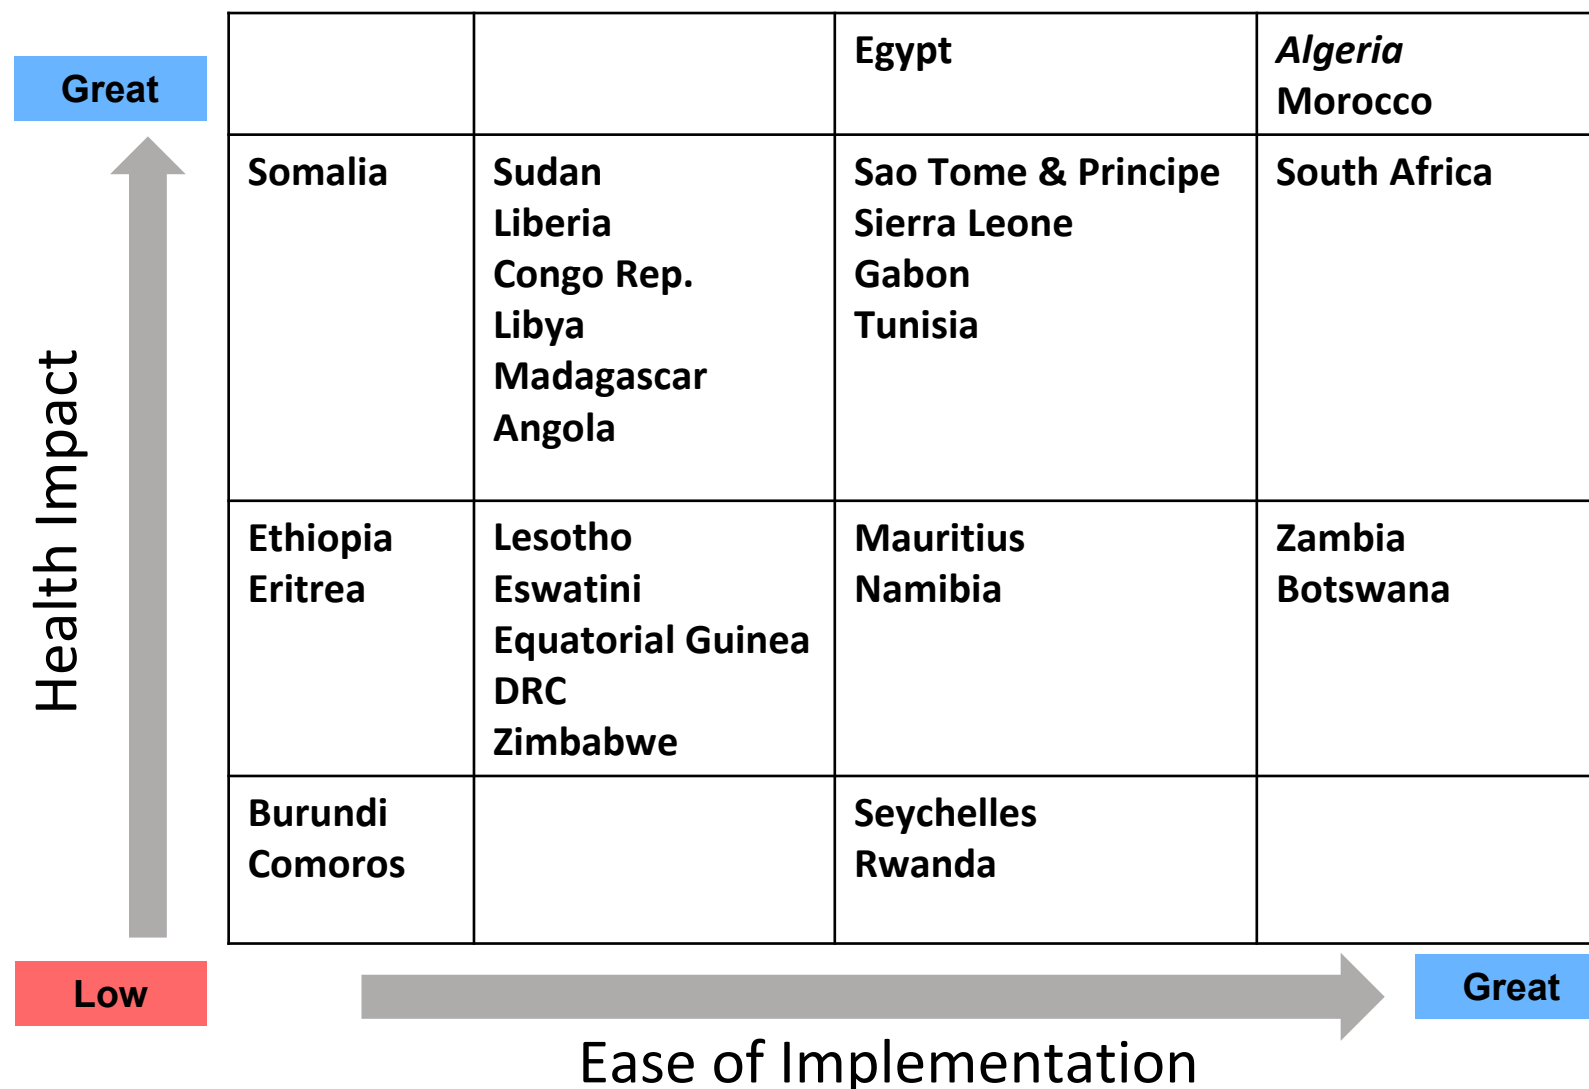 Great
Health Impact
Low
Egypt
Algeria
Morocco
Somalia
Sudan
Liberia
Congo Rep.
Libya
Madagascar
Angola
Sao Tome & Principe
Sierra Leone
Gabon
Tunisia
South Africa
Ethiopia
Eritrea
Lesotho
Eswatini
Equatorial Guinea
DRC
Zimbabwe
Mauritius
Namibia
Zambia
Botswana
Burundi
Comoros
Seychelles
Rwanda
Great
Ease of Implementation